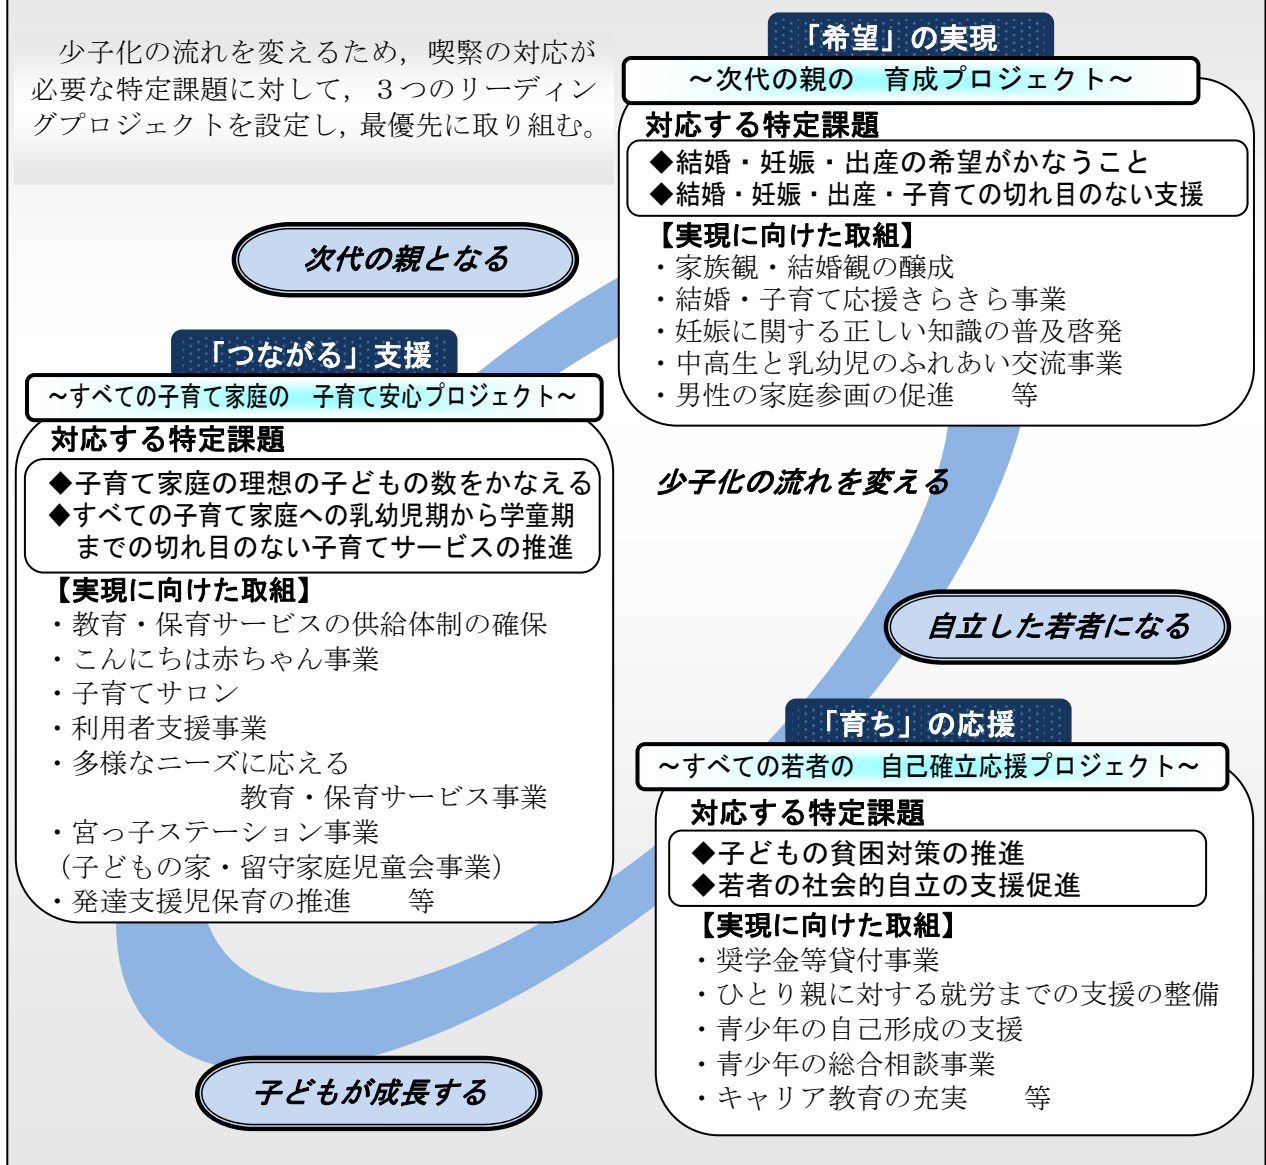 少子化の流れを変えるため，喫緊の対応が
必要な特定課題に対して，３つのリーディン
グプロジェクトを設定し，最優先に取り組む。
「希望」の実現
～次代の親の　育成プロジェクト～
対応する特定課題
◆結婚・妊娠・出産の希望がかなうこと
◆結婚・妊娠・出産・子育ての切れ目のない支援
【実現に向けた取組】
・家族観・結婚観の醸成
・結婚・子育て応援きらきら事業
・妊娠に関する正しい知識の普及啓発
・中高生と乳幼児のふれあい交流事業
・男性の家庭参画の促進　　等
次代の親となる
「つながる」支援
～すべての子育て家庭の　子育て安心プロジェクト～
対応する特定課題
◆子育て家庭の理想の子どもの数をかなえる
◆すべての子育て家庭への乳幼児期から学童期
までの切れ目のない子育てサービスの推進
【実現に向けた取組】
・教育・保育サービスの供給体制の確保
・こんにちは赤ちゃん事業
・子育てサロン
・利用者支援事業
・多様なニーズに応える
教育・保育サービス事業
・宮っ子ステーション事業
（子どもの家・留守家庭児童会事業）
・発達支援児保育の推進　　等
少子化の流れを変える
自立した若者になる
「育ち」の応援
～すべての若者の　自己確立応援プロジェクト～
対応する特定課題
◆子どもの貧困対策の推進
◆若者の社会的自立の支援促進
【実現に向けた取組】
・奨学金等貸付事業
・ひとり親に対する就労までの支援の整備
・青少年の自己形成の支援
・青少年の総合相談事業
・キャリア教育の充実　　等
子どもが成長する